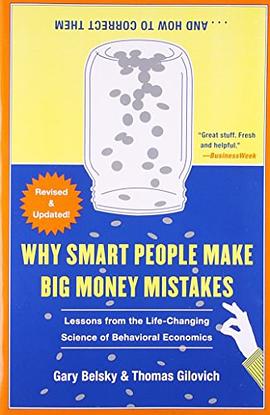 ...AND HOW TO CORRECT THEM
"Great stuff. Fresh
and helpful."
—BusinessWeek
Revised
&
Updated!
WHY SMART PEOPLE MAKE
BIG MONEY MISTAKES
Lessons from the Life-Changing
Science of Behavioral Economics
Gary Belsky & Thomas Gilovich